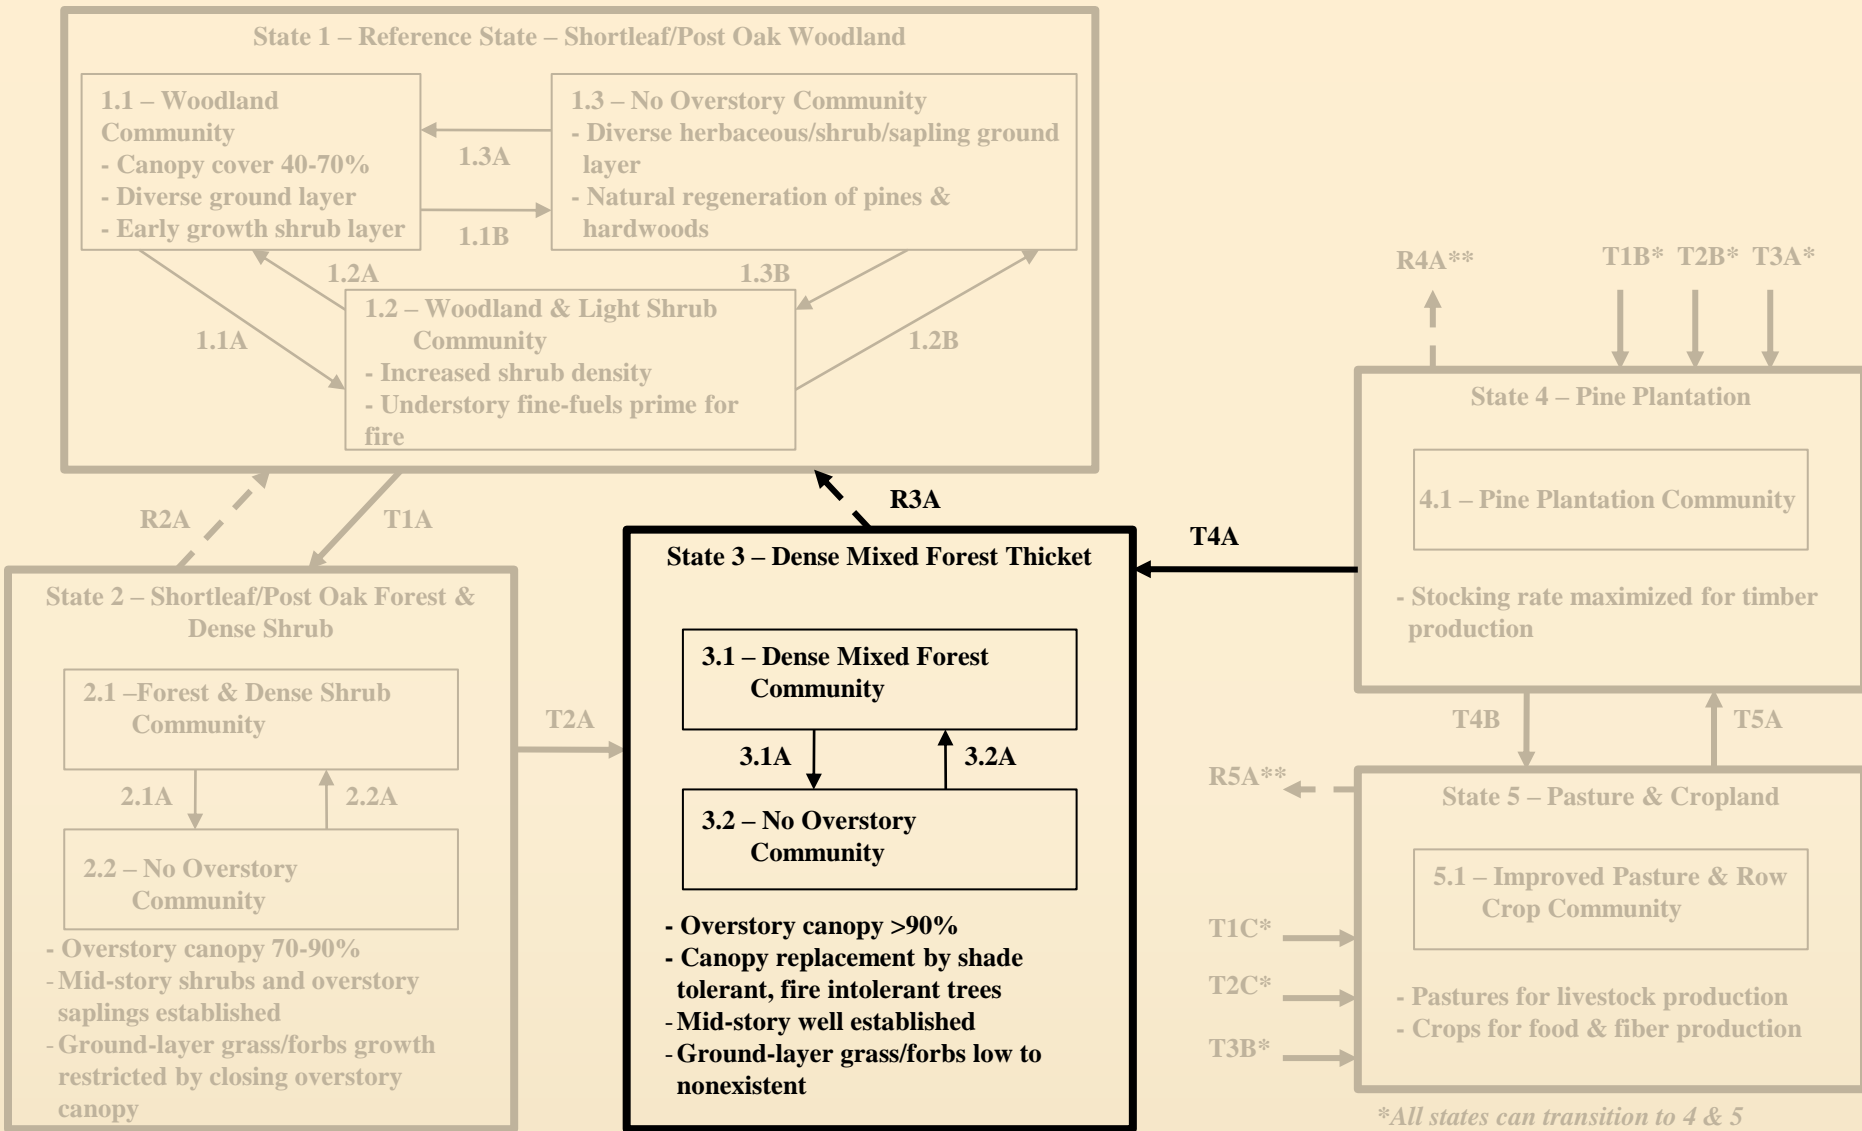 State 1 – Reference State – Shortleaf/Post Oak Woodland
1.1 – Woodland
Community
- Canopy cover 40-70%
- Diverse ground layer
- Early growth shrub layer
1.3A
1.1B
1.3 – No Overstory Community
- Diverse herbaceous/shrub/sapling ground
layer
- Natural regeneration of pines &
hardwoods
1.2A
1.3B
1.1A
1.2B
1.2 – Woodland & Light Shrub
Community
- Increased shrub density
- Understory fine-fuels prime for
fire
R2A
T1A
R3A
T4A
State 2 – Shortleaf/Post Oak Forest &
Dense Shrub
2.1 –Forest & Dense Shrub
Community
2.1A
2.2A
2.2 – No Overstory
Community
- Overstory canopy 70-90%
- Mid-story shrubs and overstory
saplings established
- Ground-layer grass/forbs growth
restricted by closing overstory
canopy
T2A
State 3 – Dense Mixed Forest Thicket
3.1 – Dense Mixed Forest
Community
3.1A
3.2A
3.2 – No Overstory
Community
- Overstory canopy >90%
- Canopy replacement by shade
tolerant, fire intolerant trees
- Mid-story well established
- Ground-layer grass/forbs low to
nonexistent
R4A**
T1B*
T2B*
T3A*
State 4 – Pine Plantation
4.1 – Pine Plantation Community
- Stocking rate maximized for timber
production
T4B
T5A
R5A**
State 5 – Pasture & Cropland
5.1 – Improved Pasture & Row
Crop Community
T1C*
T2C*
T3B*
- Pastures for livestock production
- Crops for food & fiber production
*All states can transition to 4 & 5